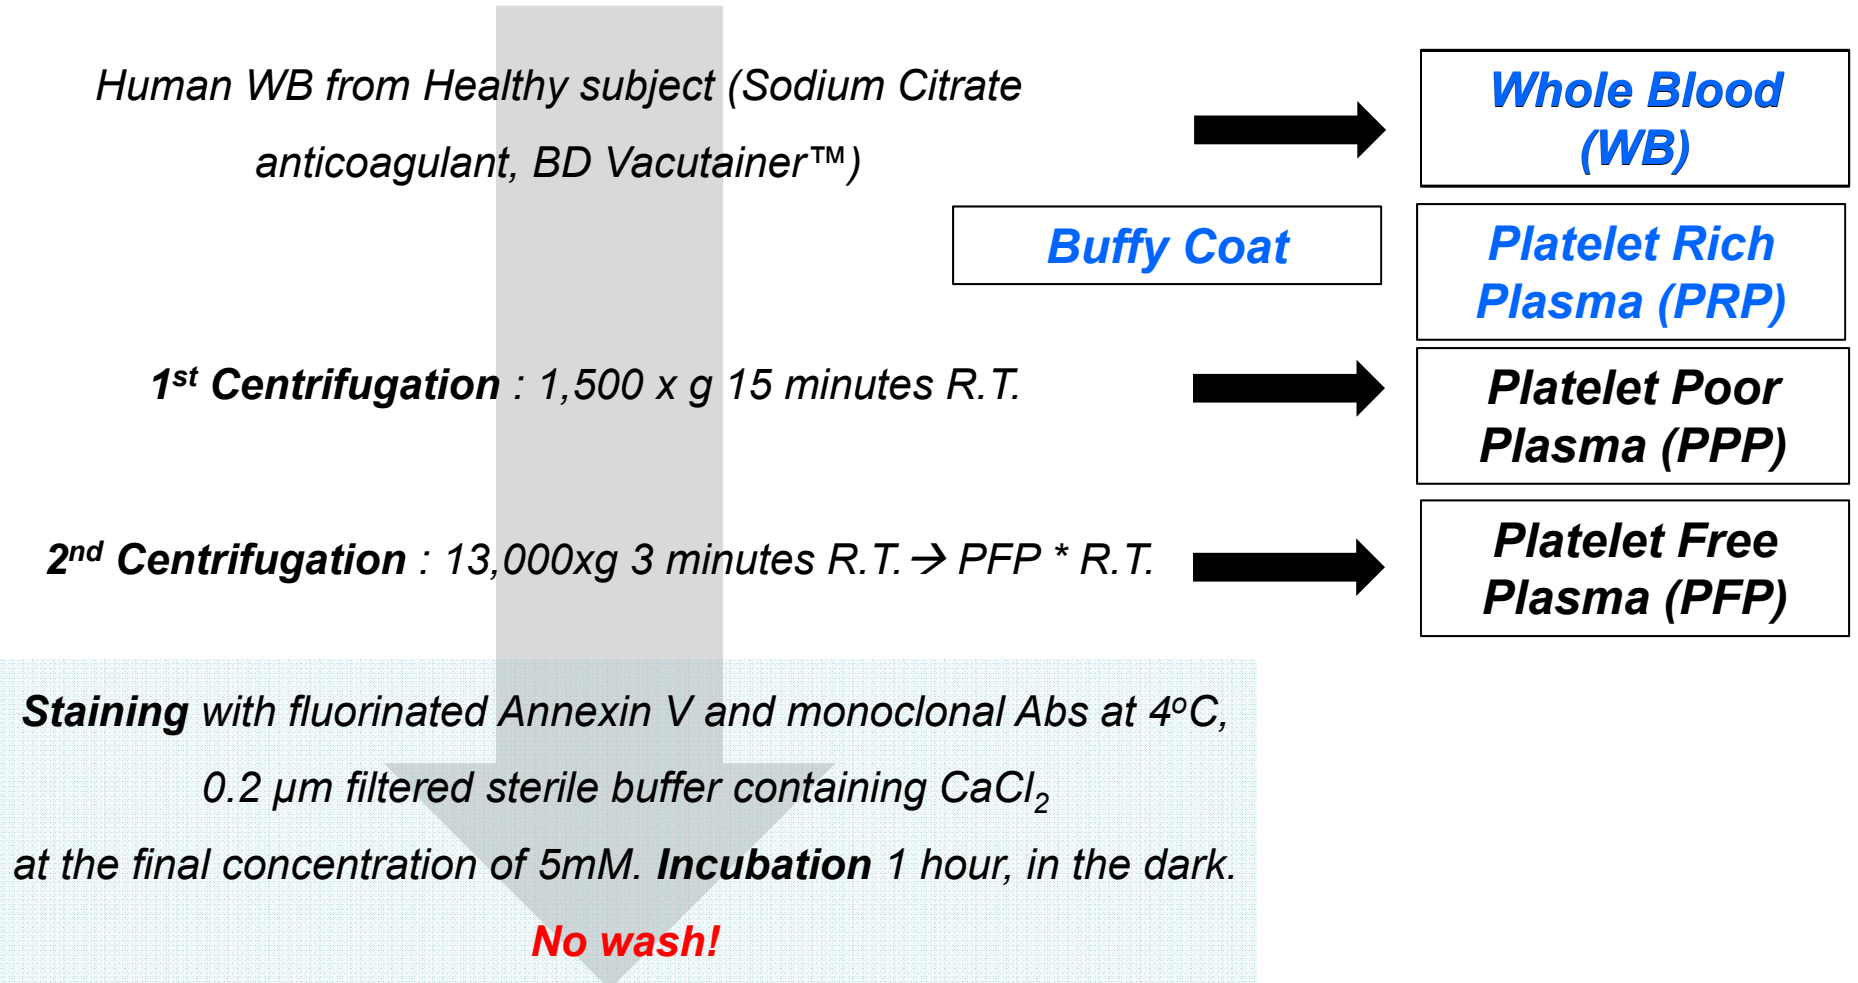 Human WB from Healthy subject (Sodium Citrate
anticoagulant, BD Vacutainer™)
Whole Blood
(WB)
Buffy Coat
Platelet Rich
Plasma (PRP)
1st Centrifugation : 1,500 x g 15 minutes R.T.
Platelet Poor
Plasma (PPP)
2nd Centrifugation : 13,000xg 3 minutes R.T.→ PFP * R.T.
Platelet Free
Plasma (PFP)
Staining with fluorinated Annexin V and monoclonal Abs at 4oC,
0.2 μm filtered sterile buffer containing CaCl2
at the final concentration of 5mM. Incubation 1 hour, in the dark.
No wash!